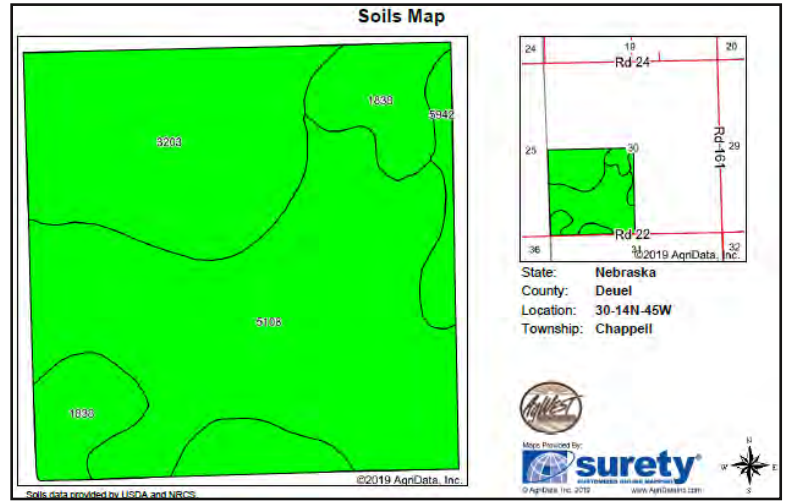 Soils Map
3203
1838
5942
5108
1838
©2019 AgriData, Inc.
Soils data provided by USDA and NRCS.
24
19
20
Rd 24
25
30
29
Rd 161
Rd 22
36
31
32
©2019 AgriData, Inc.
State: Nebraska
County: Deuel
Location: 30-14N-45W
Township: Chappell
AgWest
Maps Provided By:
surety®
CUSTOMIZED ONLINE MAPPING
© AgriData, Inc. 2019 www.AgriDataInc.com
N
W E
S